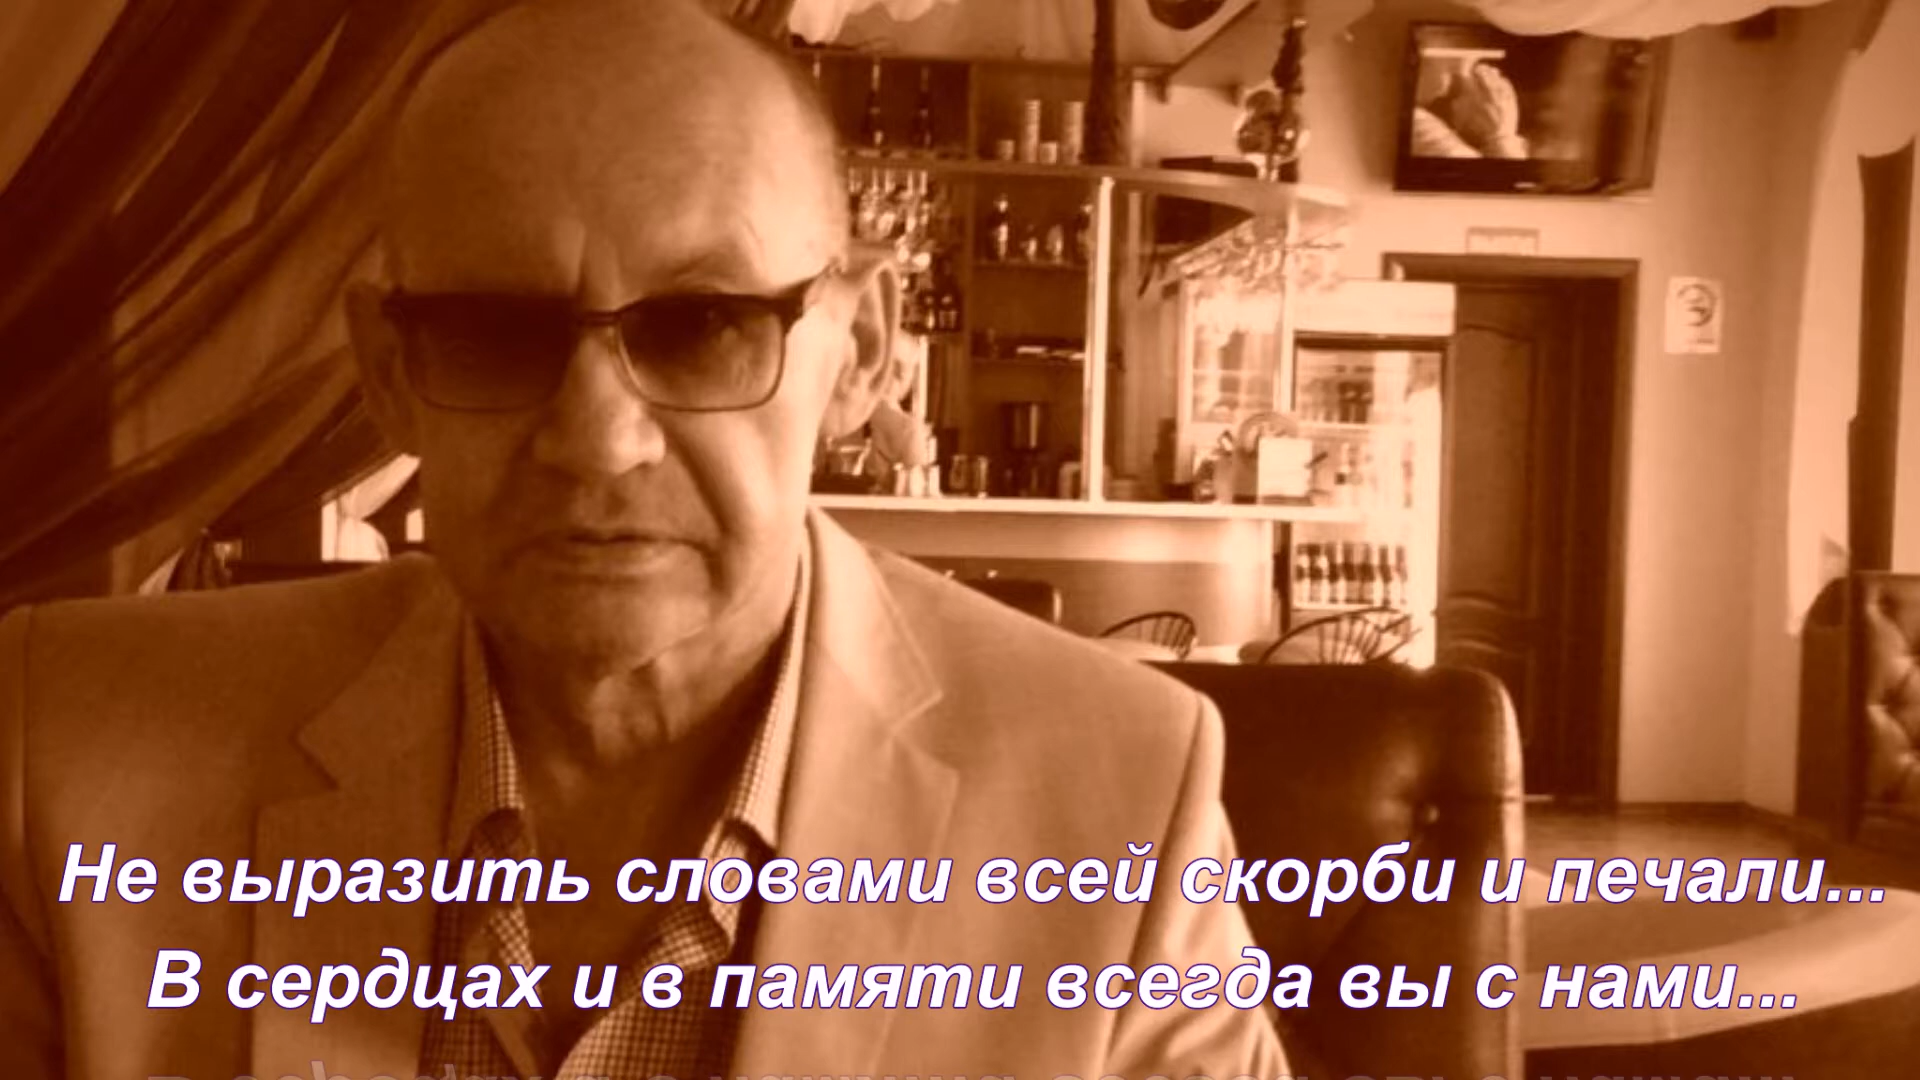 Не выразить словами всей скорби и печали...
В сердцах и в памяти всегда вы с нами...